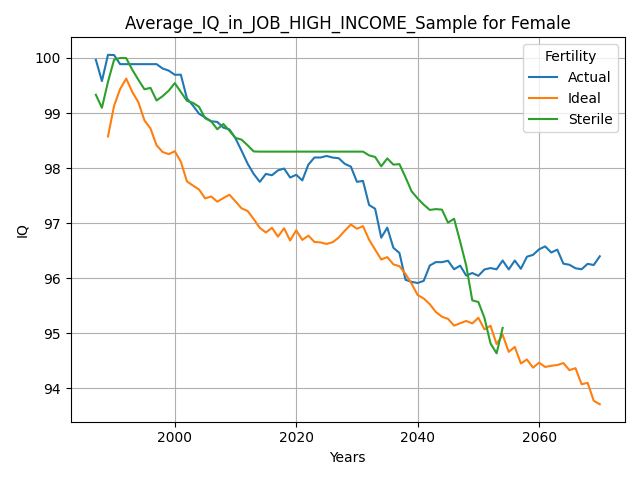 Average_IQ_in_JOB_HIGH_INCOME_Sample for Female
Fertility
Actual
Ideal
Sterile
IQ
100
99
98
97
96
95
94
2000
2020
2040
2060
Years